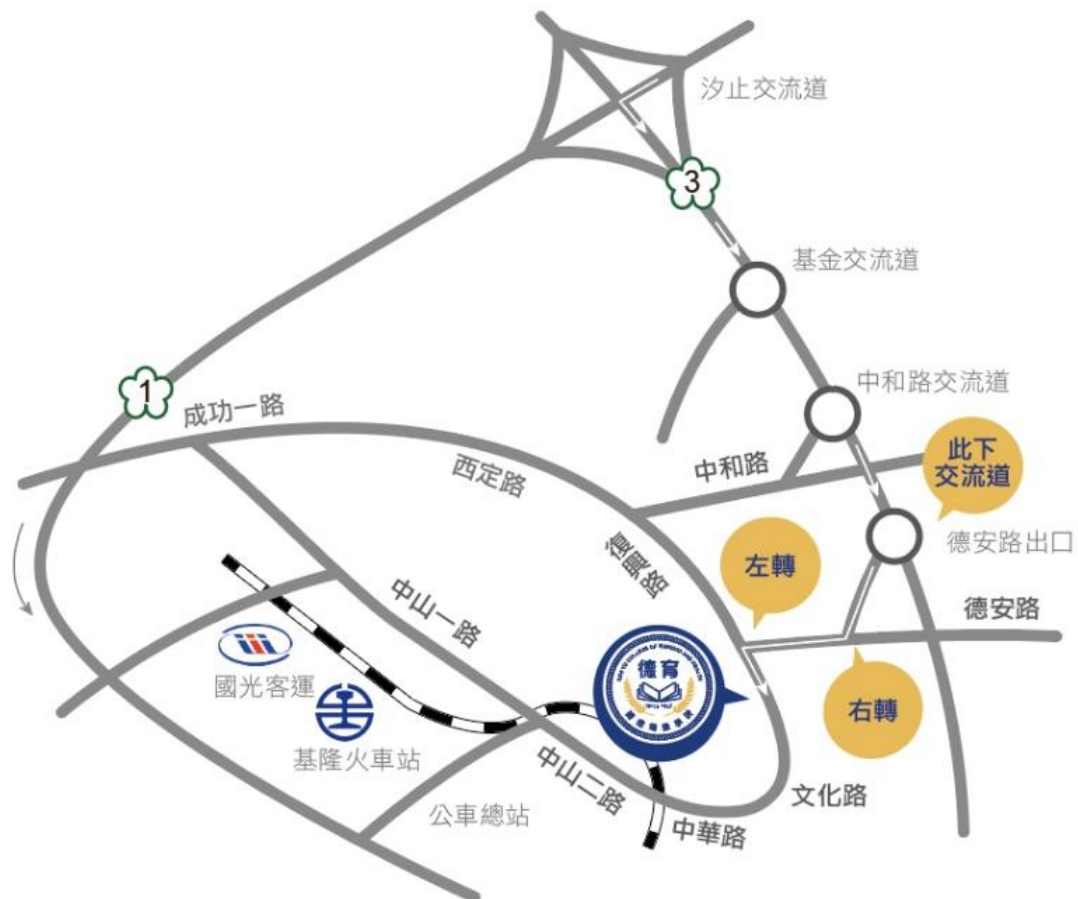 汐止交流道
3
基金交流道
1
中和路交流道
成功一路
此下
交流道
中和路
西定路
德安路出口
復興路
左轉
中山一路
德安路
國光客運
德育
右轉
基隆火車站
中山二路
文化路
公車總站
中華路